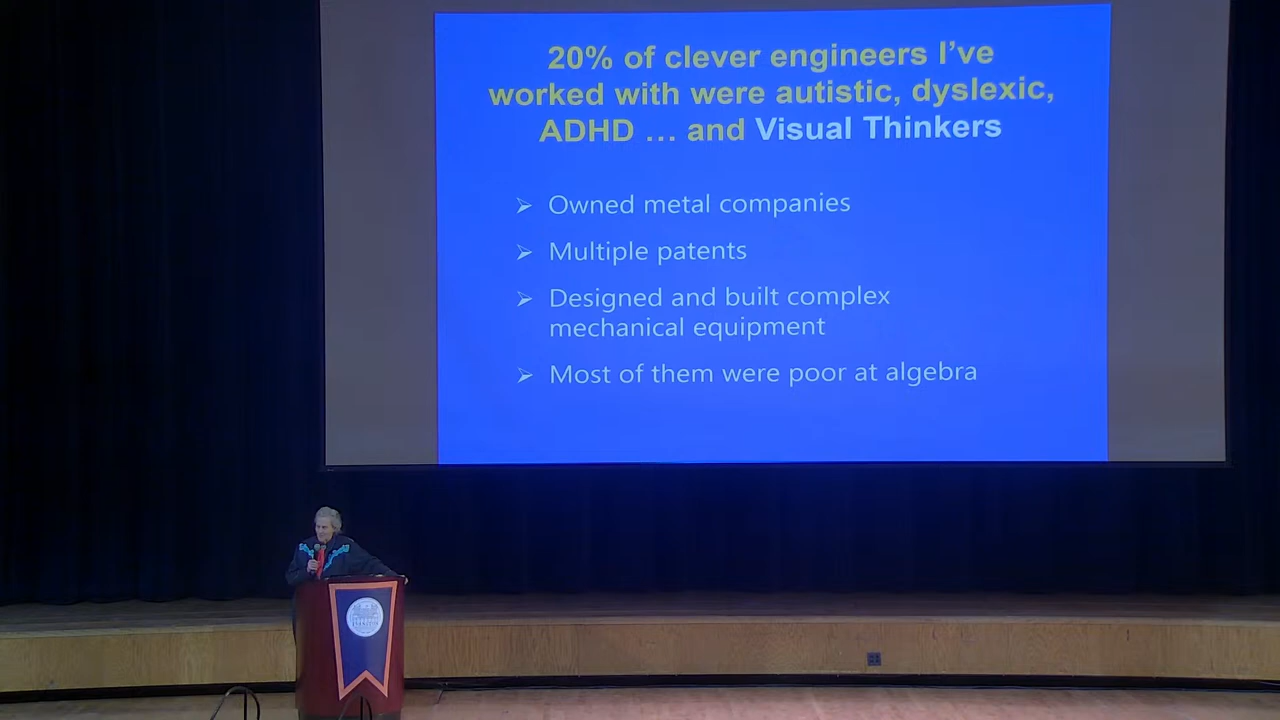 20% of clever engineers I've
worked with were autistic, dyslexic,
ADHD … and Visual Thinkers
➢ Owned metal companies
➢ Multiple patents
➢ Designed and built complex
mechanical equipment
➢ Most of them were poor at algebra